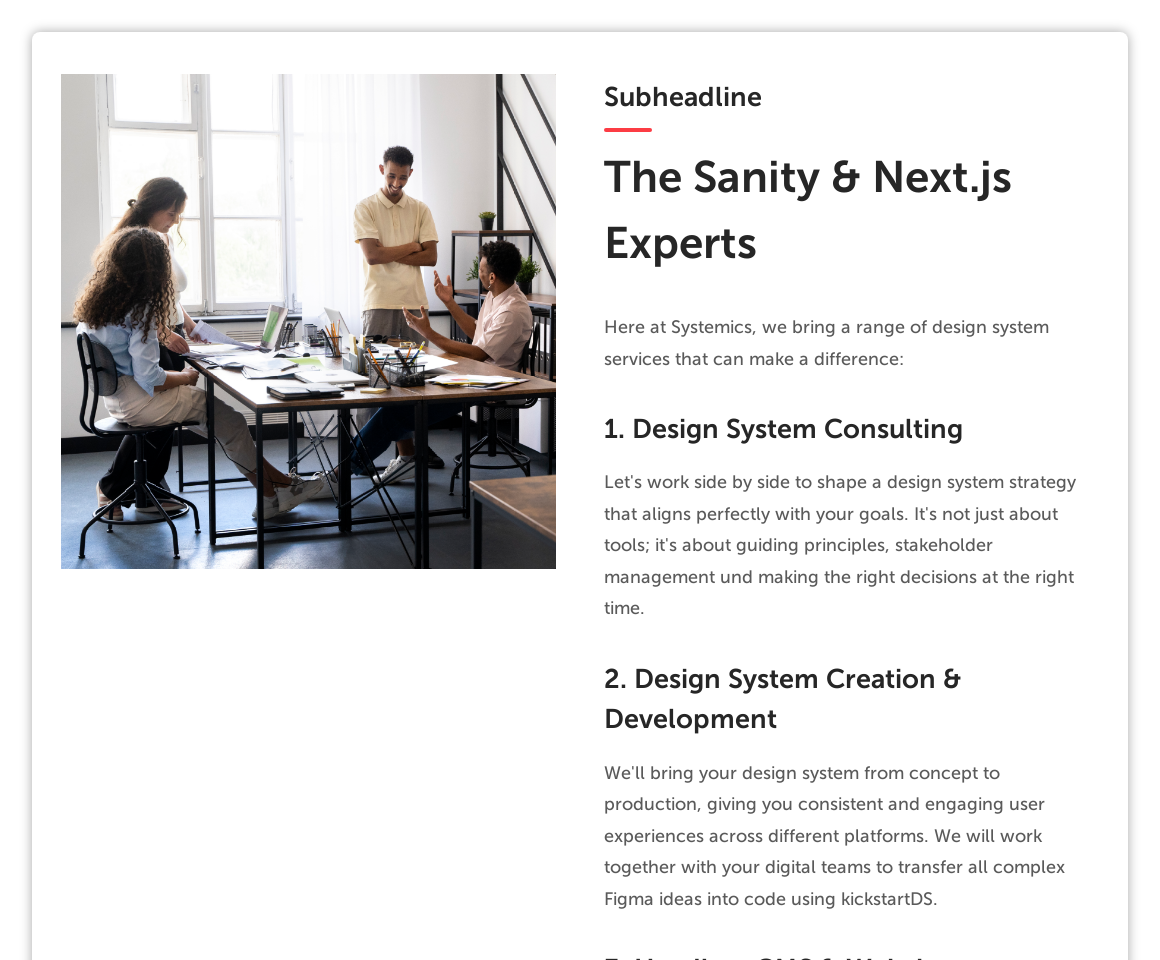 Subheadline
The Sanity & Next.js
Experts
Here at Systemics, we bring a range of design system
services that can make a difference:
1. Design System Consulting
Let's work side by side to shape a design system strategy
that aligns perfectly with your goals. It's not just about
tools; it's about guiding principles, stakeholder
management und making the right decisions at the right
time.
2. Design System Creation &
Development
We'll bring your design system from concept to
production, giving you consistent and engaging user
experiences across different platforms. We will work
together with your digital teams to transfer all complex
Figma ideas into code using kickstartDS.